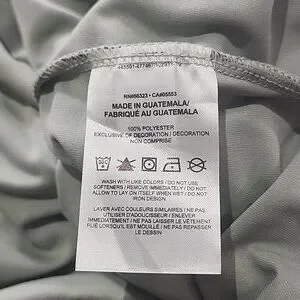 RN#56323 • CA#05553
MADE IN GUATEMALA/
FABRIQUÉ AU GUATEMALA
100% POLYESTER
EXCLUSIVE OF DECORATION / DECORATION
NON COMPRISE
WASH WITH LIKE COLORS / DO NOT USE
SOFTENERS / REMOVE IMMEDIATELY / DO NOT
ALLOW TO LAY ON ITSELF WHEN WET / DO NOT
IRON DESIGN
LAVER AVEC COULEURS SIMILAIRES / NE PAS
UTILISER D'ADOUCISSEUR / ENLEVER
IMMÉDIATEMENT / NE PAS LAISSER LE VÊTEMENT
PLIÉ LORSQU'IL EST MOUILLÉ / NE PAS REPASSER
LE DESSIN